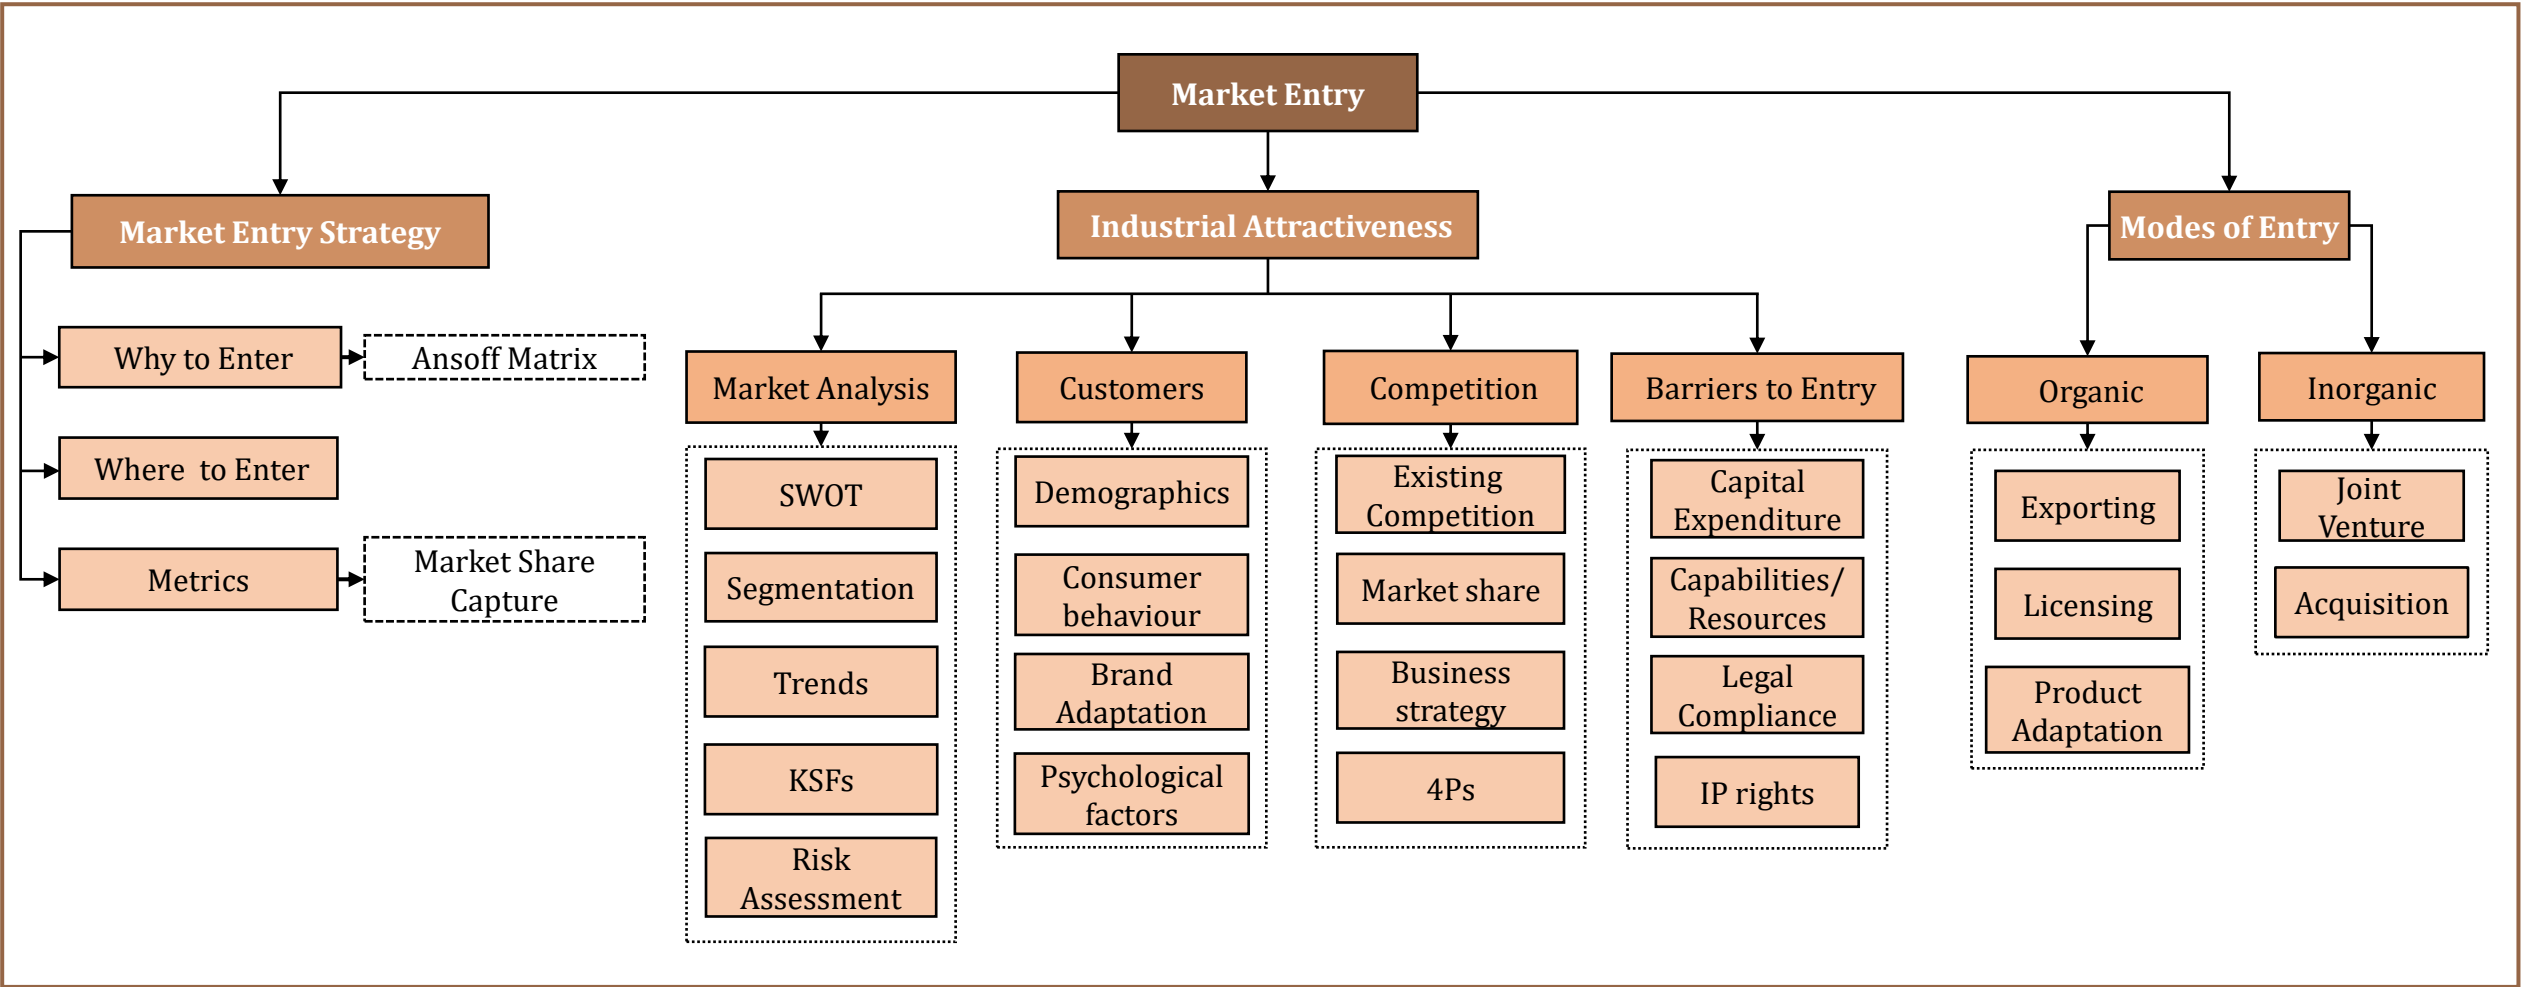 Market Entry
Market Entry Strategy
Why to Enter
Ansoff Matrix
Where to Enter
Metrics
Market Share
Capture
Industrial Attractiveness
Market Analysis
SWOT
Segmentation
Trends
KSFs
Risk
Assessment
Customers
Demographics
Consumer
behaviour
Brand
Adaptation
Psychological
factors
Competition
Existing
Competition
Market share
Business
strategy
4Ps
Barriers to Entry
Capital
Expenditure
Capabilities/
Resources
Legal
Compliance
IP rights
Modes of Entry
Organic
Exporting
Licensing
Product
Adaptation
Inorganic
Joint
Venture
Acquisition